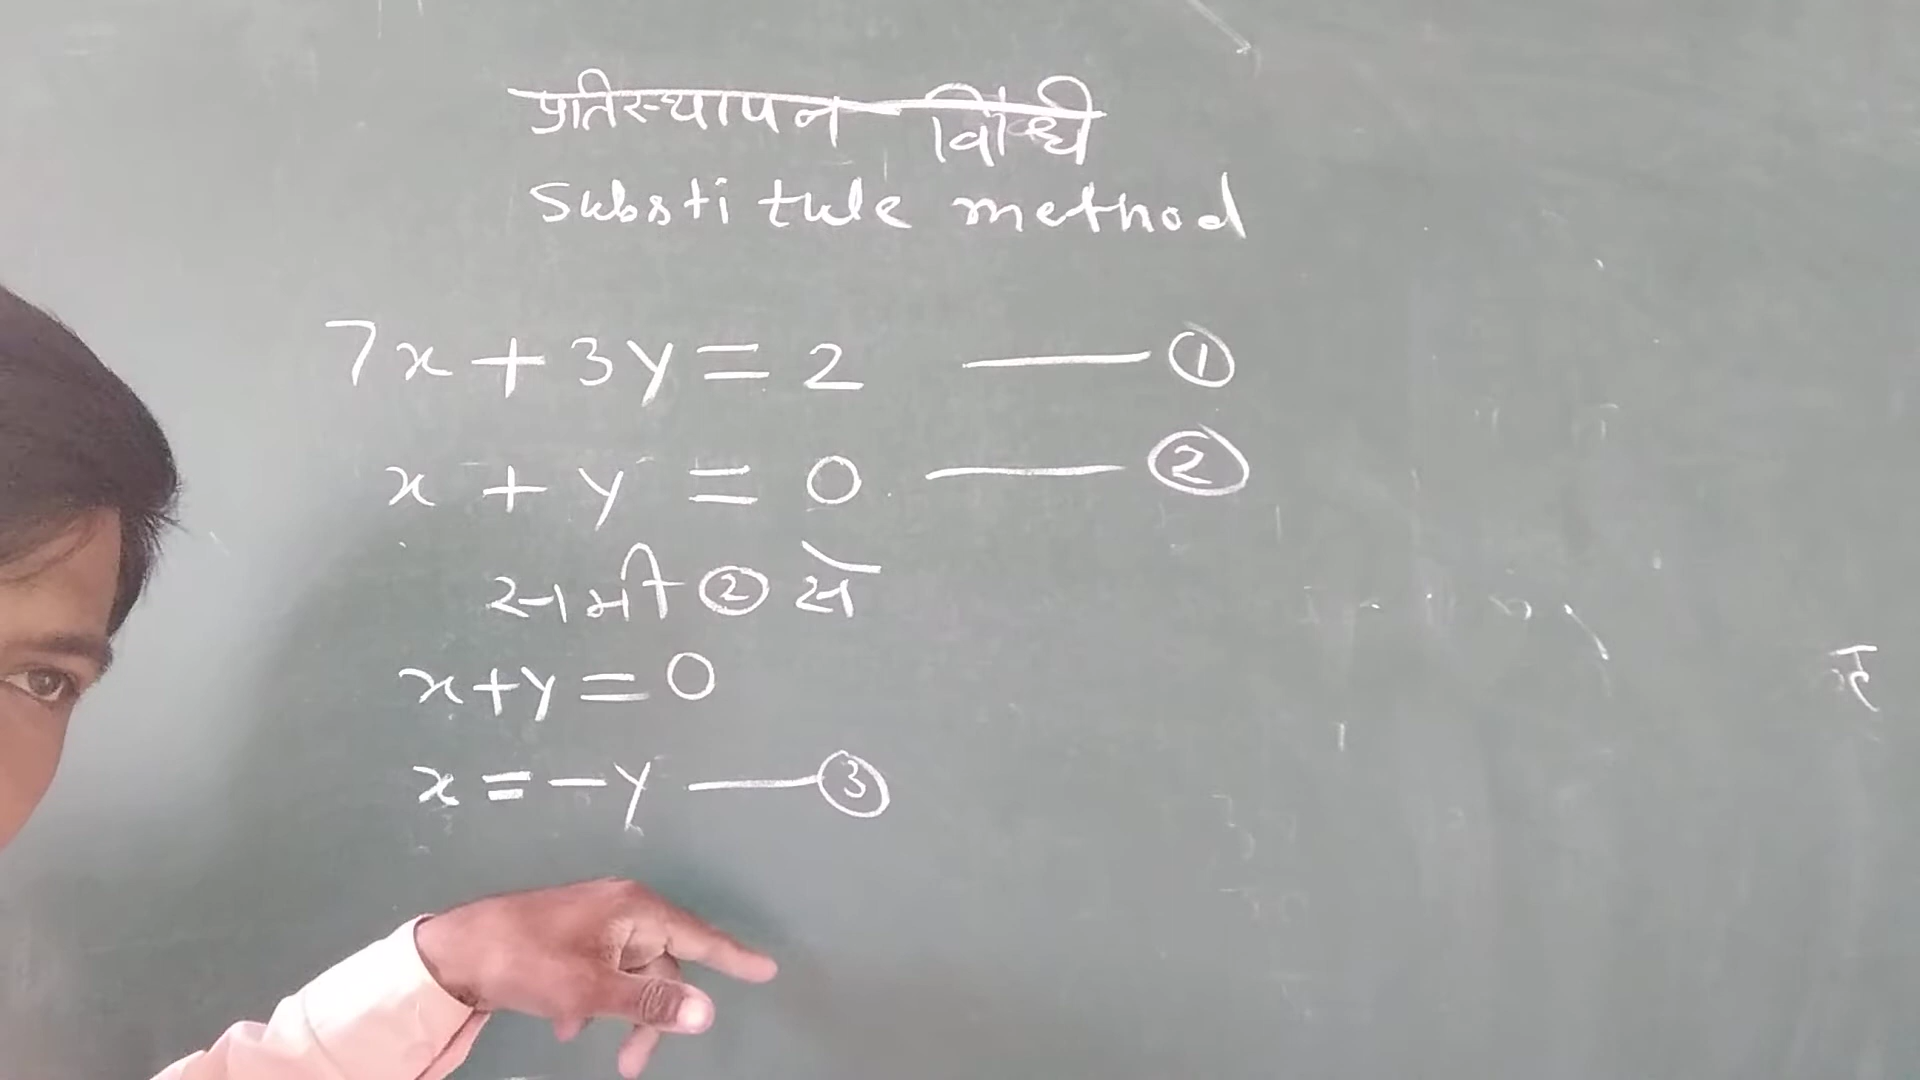 प्रतिस्थापन विधि
Substitute method
7x + 3y = 2 —— ①
x + y = 0 —— ②
समी ② से
x + y = 0
x = -y —— ③